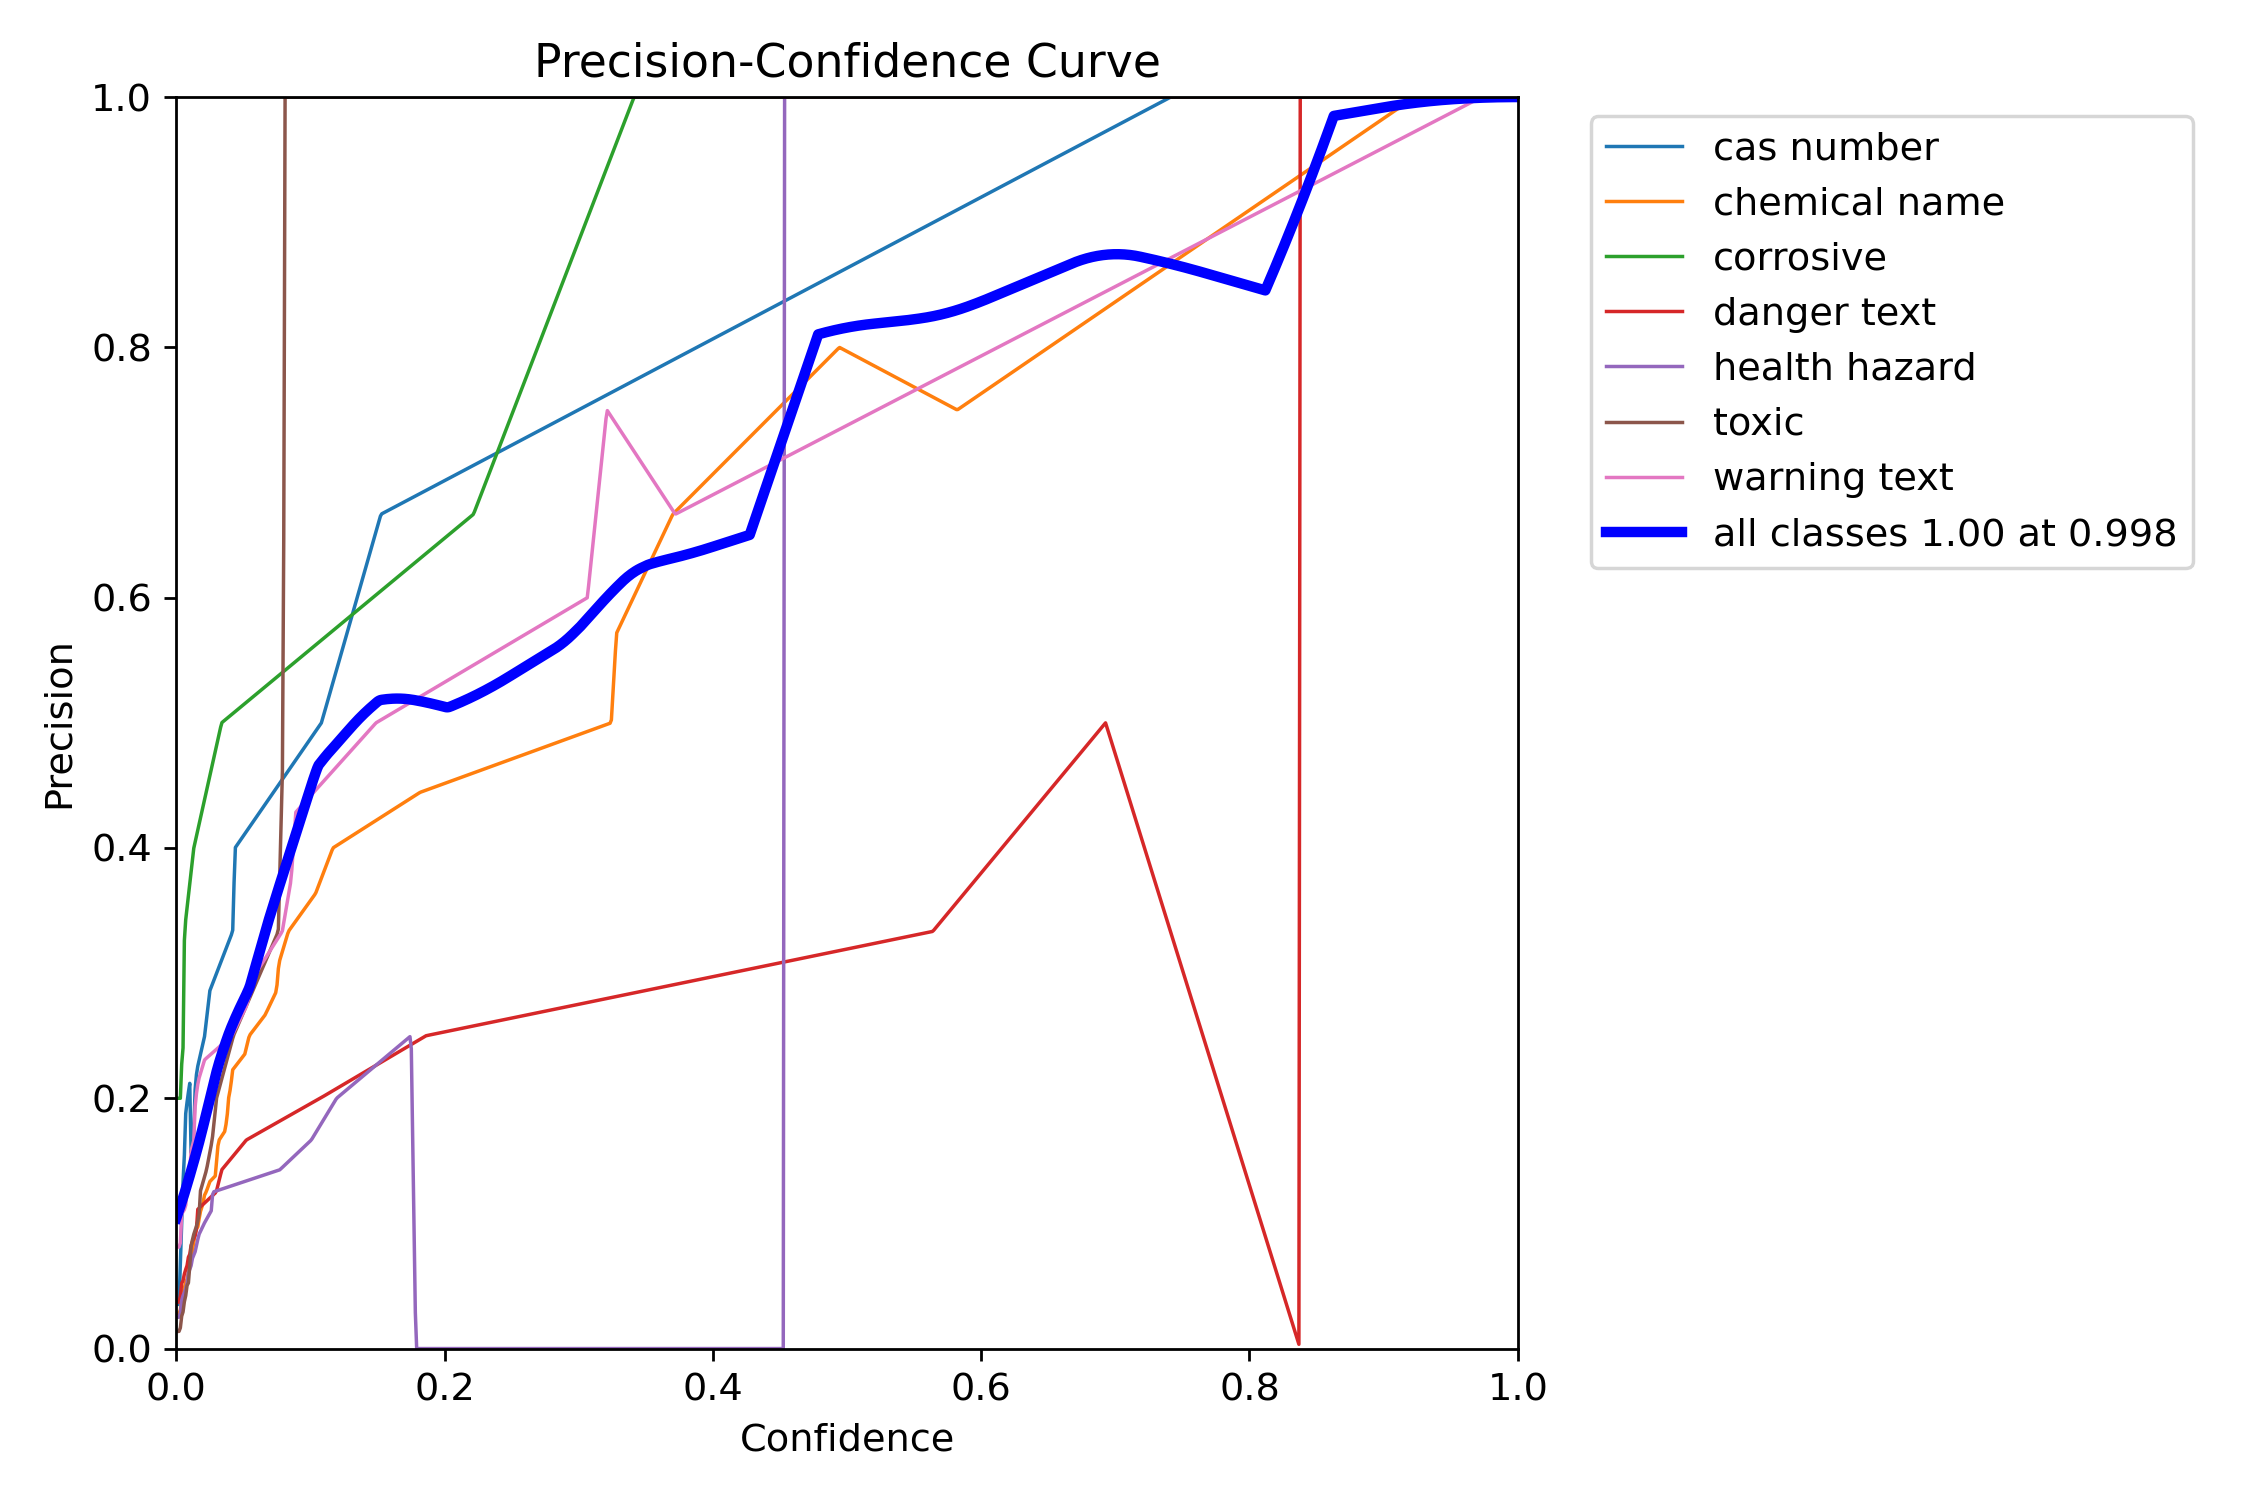 Precision-Confidence Curve
1.0
0.8
0.6
0.4
0.2
0.0
Precision
0.0 0.2 0.4 0.6 0.8 1.0
Confidence
cas number
chemical name
corrosive
danger text
health hazard
toxic
warning text
all classes 1.00 at 0.998